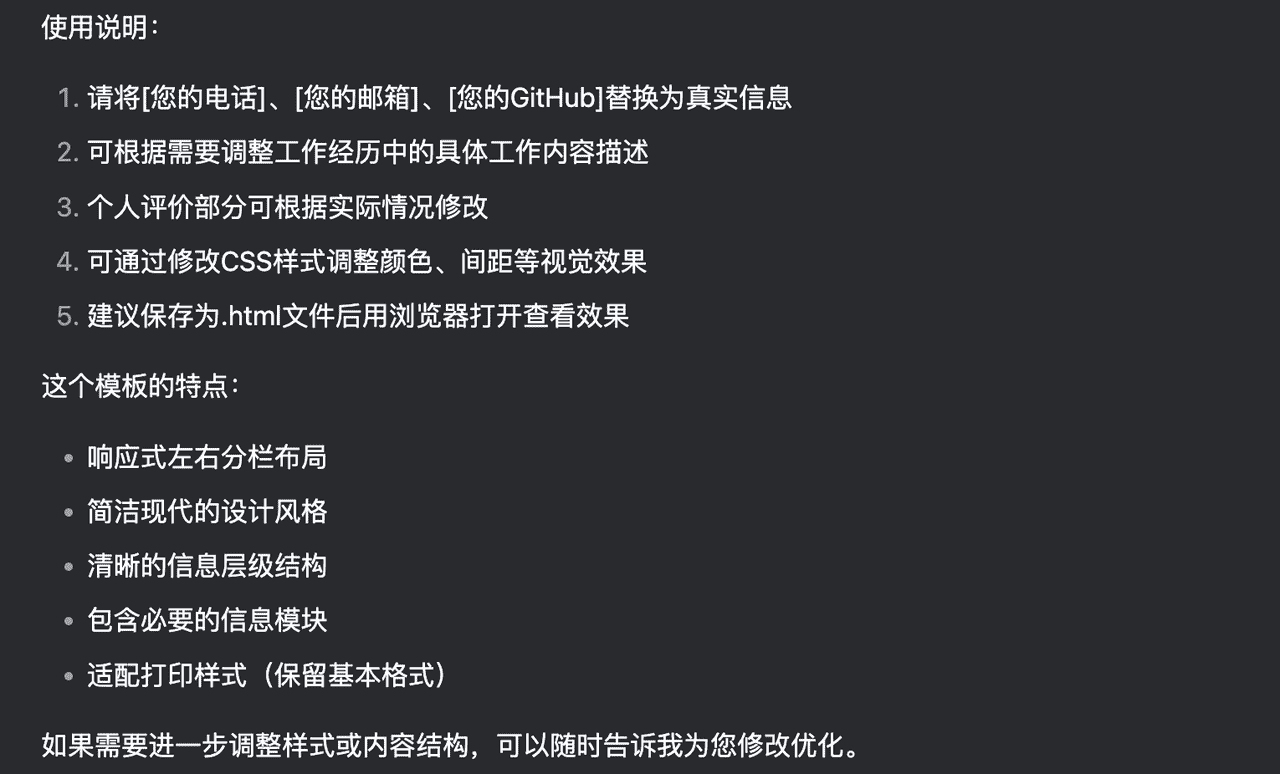 使用说明：
1. 请将[您的电话]、[您的邮箱]、[您的GitHub]替换为真实信息
2. 可根据需要调整工作经历中的具体工作内容描述
3. 个人评价部分可根据实际情况修改
4. 可通过修改CSS样式调整颜色、间距等视觉效果
5. 建议保存为.html文件后用浏览器打开查看效果
这个模板的特点：
• 响应式左右分栏布局
• 简洁现代的设计风格
• 清晰的信息层级结构
• 包含必要的信息模块
• 适配打印样式（保留基本格式）
如果需要进一步调整样式或内容结构，可以随时告诉我为您修改优化。